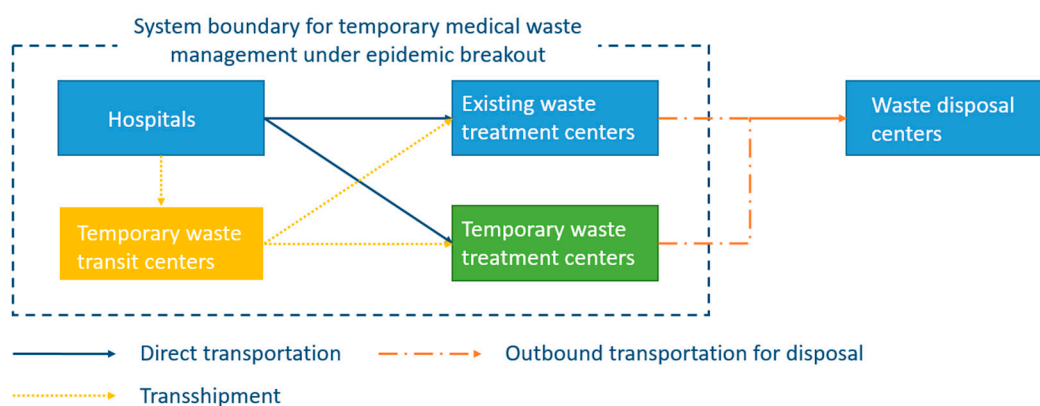 System boundary for temporary medical waste
management under epidemic breakout
Hospitals
Existing waste
treatment centers
Waste disposal
centers
Temporary waste
transit centers
Temporary waste
treatment centers
Direct transportation
Outbound transportation for disposal
Transshipment